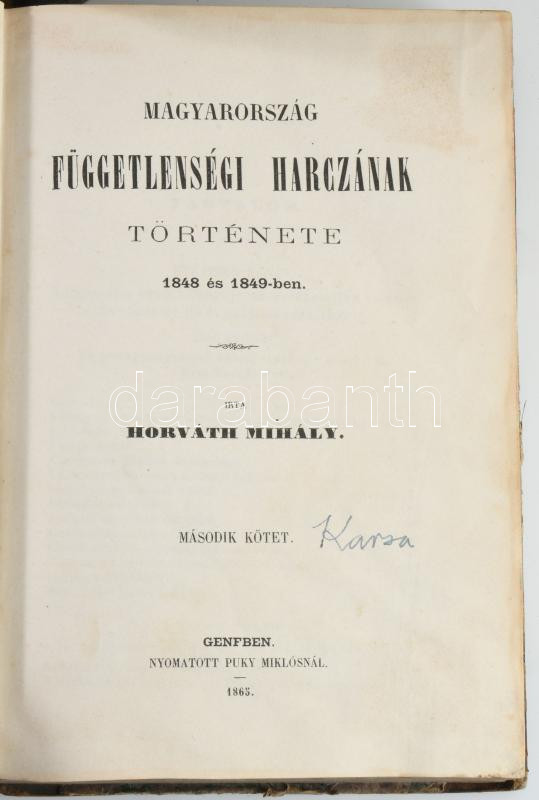 MAGYARORSZÁG
FÜGGETLENSÉGI HARCZÁNAK
TÖRTÉNETE
1848 és 1849-ben.
IRTA
darabanth
HORVÁTH MIHÁLY.
MÁSODIK KÖTET. Karsa
GENFBEN.
NYOMATOTT PUKY MIKLÓSNÁL.
1865.